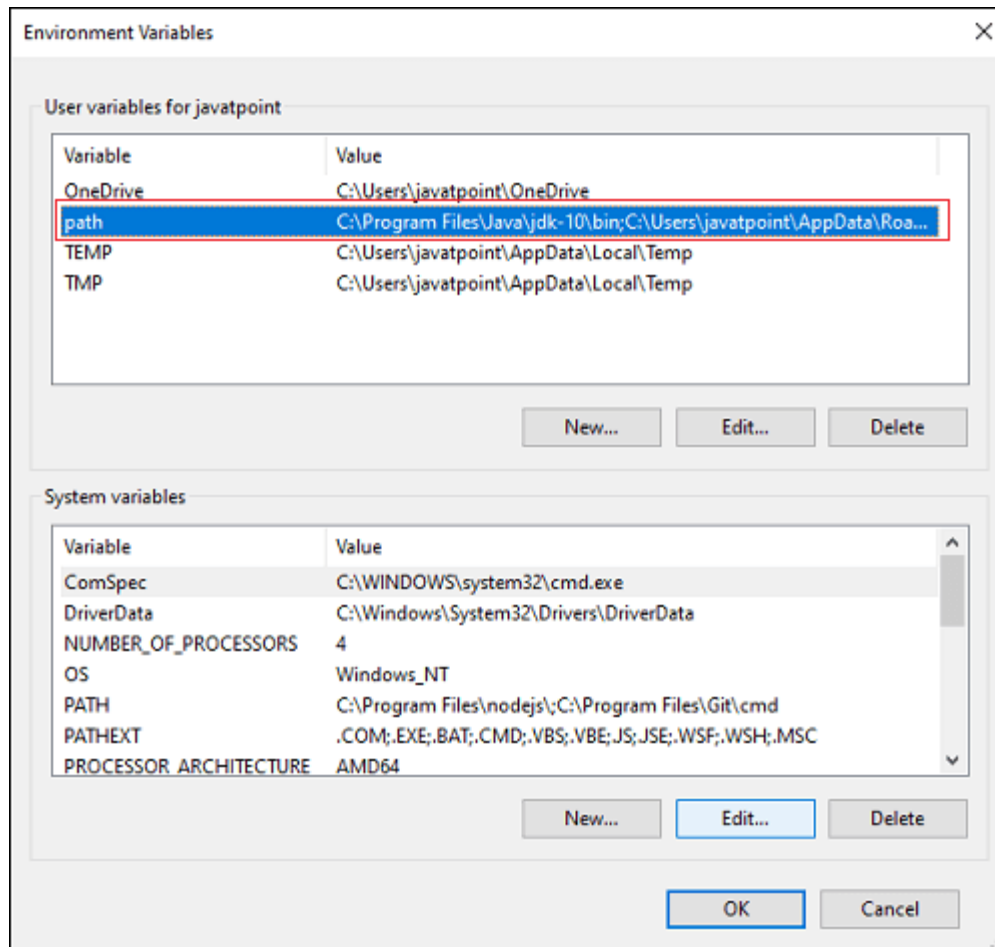 Environment Variables
User variables for javatpoint
Variable Value
OneDrive C:\Users\javatpoint\OneDrive
path C:\Program Files\Java\jdk-10\bin;C:\Users\javatpoint\AppData\Roa...
TEMP C:\Users\javatpoint\AppData\Local\Temp
TMP C:\Users\javatpoint\AppData\Local\Temp
New... Edit... Delete
System variables
Variable Value
ComSpec C:\WINDOWS\system32\cmd.exe
DriverData C:\Windows\System32\Drivers\DriverData
NUMBER_OF_PROCESSORS 4
OS Windows_NT
PATH C:\Program Files\nodejs\;C:\Program Files\Git\cmd
PATHEXT .COM;.EXE;.BAT;.CMD;.VBS;.VBE;.JS;.JSE;.WSF;.WSH;.MSC
PROCESSOR_ARCHITECTURE AMD64
New... Edit... Delete
OK Cancel